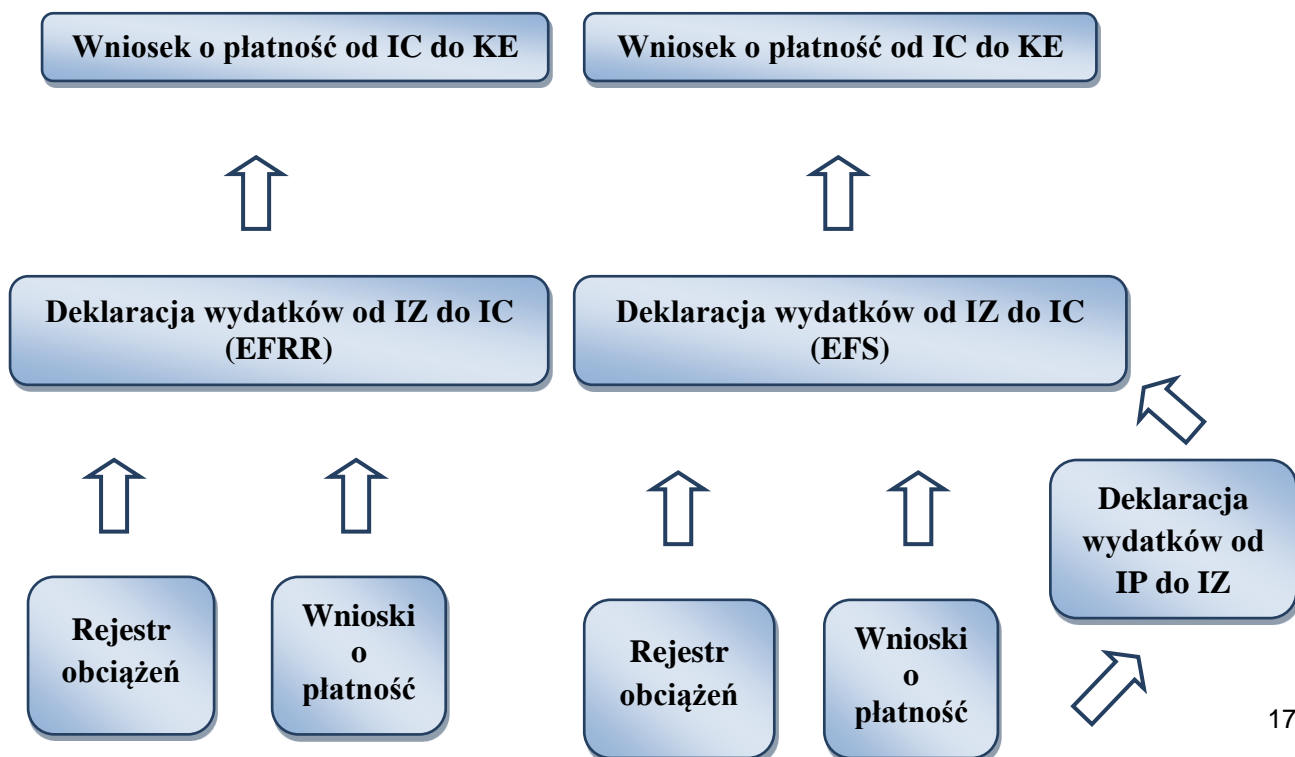 Wniosek o płatność od IC do KE
Wniosek o płatność od IC do KE
Deklaracja wydatków od IZ do IC
(EFRR)
Deklaracja wydatków od IZ do IC
(EFS)
Rejestr
obciążeń
Wnioski
o
płatność
Rejestr
obciążeń
Wnioski
o
płatność
Deklaracja
wydatków od
IP do IZ
17